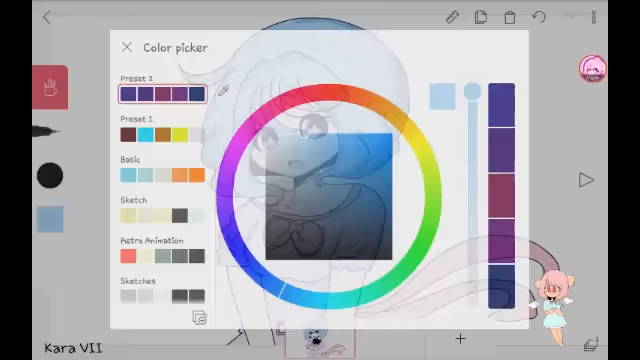 Color picker
Preset 2
Preset 1
Basic
Sketch
Retro Animation
Sketches
Kara VII